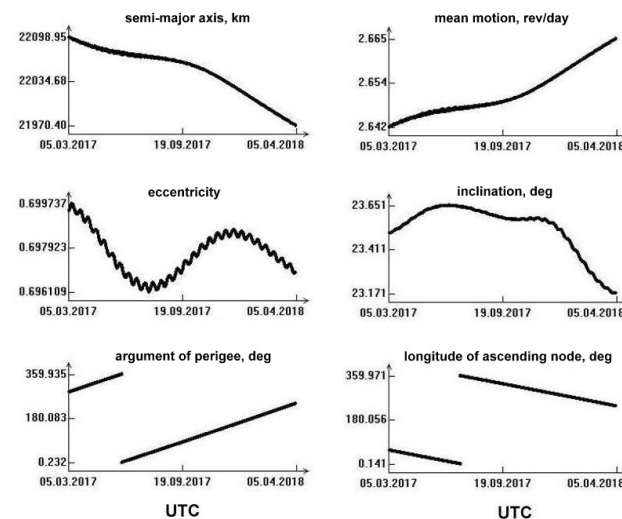 semi-major axis, km
22098.95
22034.68
21970.40
05.03.2017 19.09.2017 05.04.2018
mean motion, rev/day
2.665
2.654
2.642
05.03.2017 19.09.2017 05.04.2018
eccentricity
0.699737
0.697923
0.696109
05.03.2017 19.09.2017 05.04.2018
inclination, deg
23.651
23.411
23.171
05.03.2017 19.09.2017 05.04.2018
argument of perigee, deg
359.935
180.083
0.232
05.03.2017 19.09.2017 05.04.2018
UTC
longitude of ascending node, deg
359.971
180.056
0.141
05.03.2017 19.09.2017 05.04.2018
UTC